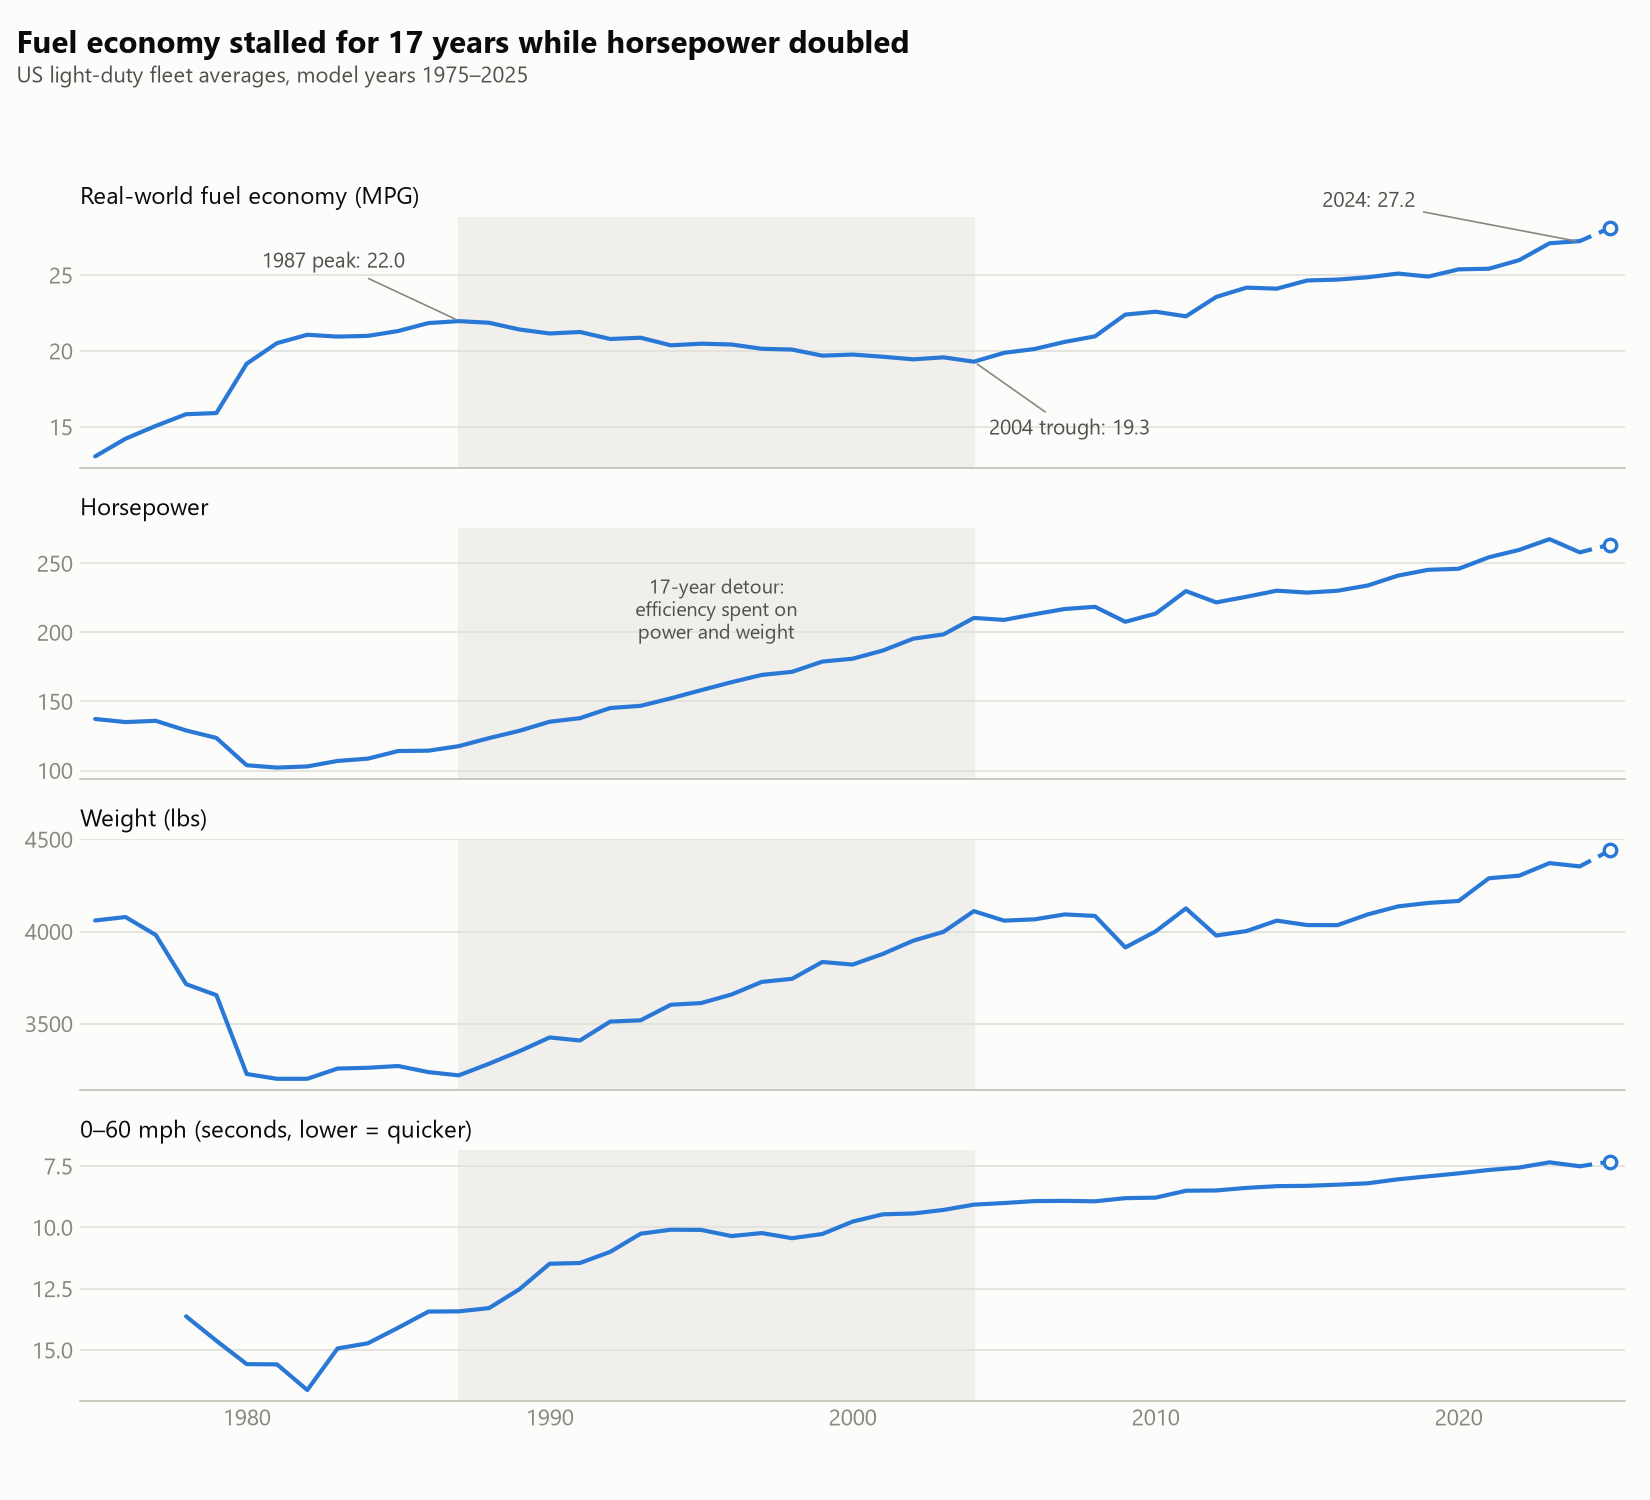 Fuel economy stalled for 17 years while horsepower doubled
US light-duty fleet averages, model years 1975–2025
Real-world fuel economy (MPG)
2024: 27.2
1987 peak: 22.0
25
20
15
2004 trough: 19.3
Horsepower
250
200
150
100
17-year detour:
efficiency spent on
power and weight
Weight (lbs)
4500
4000
3500
0–60 mph (seconds, lower = quicker)
7.5
10.0
12.5
15.0
1980 1990 2000 2010 2020